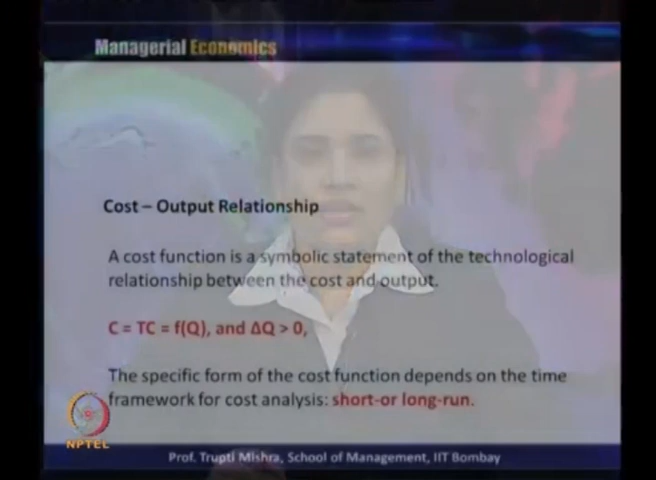 Managerial Economics
Cost – Output Relationship
A cost function is a symbolic statement of the technological
relationship between the cost and output.
C = TC = f(Q), and ΔQ > 0,
The specific form of the cost function depends on the time
framework for cost analysis: short-or long-run.
NPTEL
Prof. Trupti Mishra, School of Management, IIT Bombay